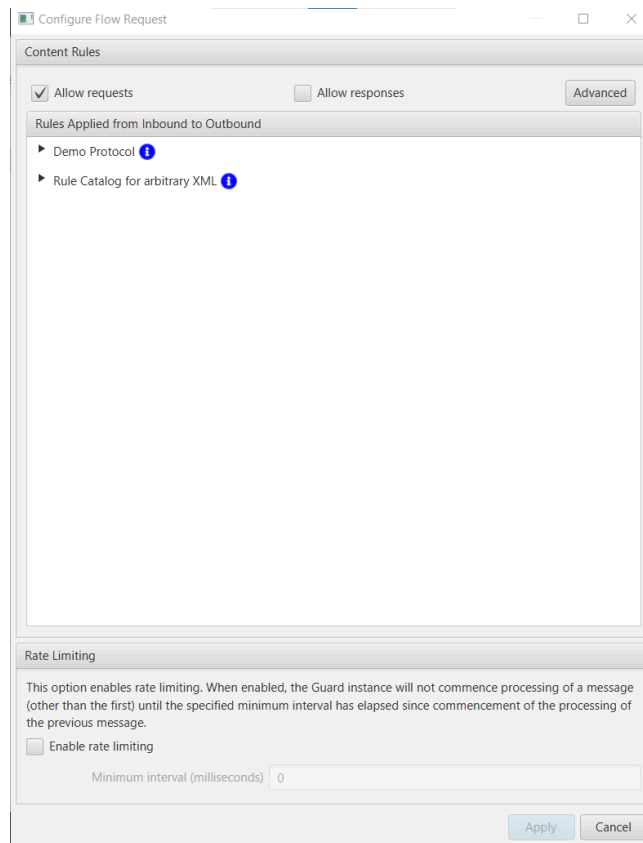 Configure Flow Request
Content Rules
Allow requests
Allow responses
Advanced
Rules Applied from Inbound to Outbound
Demo Protocol
Rule Catalog for arbitrary XML
Rate Limiting
This option enables rate limiting. When enabled, the Guard instance will not commence processing of a message
(other than the first) until the specified minimum interval has elapsed since commencement of the processing of
the previous message.
Enable rate limiting
Minimum interval (milliseconds) 0
Apply
Cancel